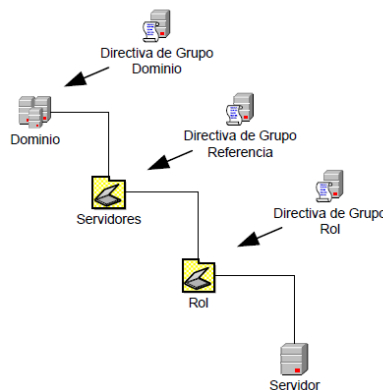 Directiva de Grupo
Dominio
Dominio
Directiva de Grupo
Referencia
Servidores
Directiva de Grupo
Rol
Rol
Servidor